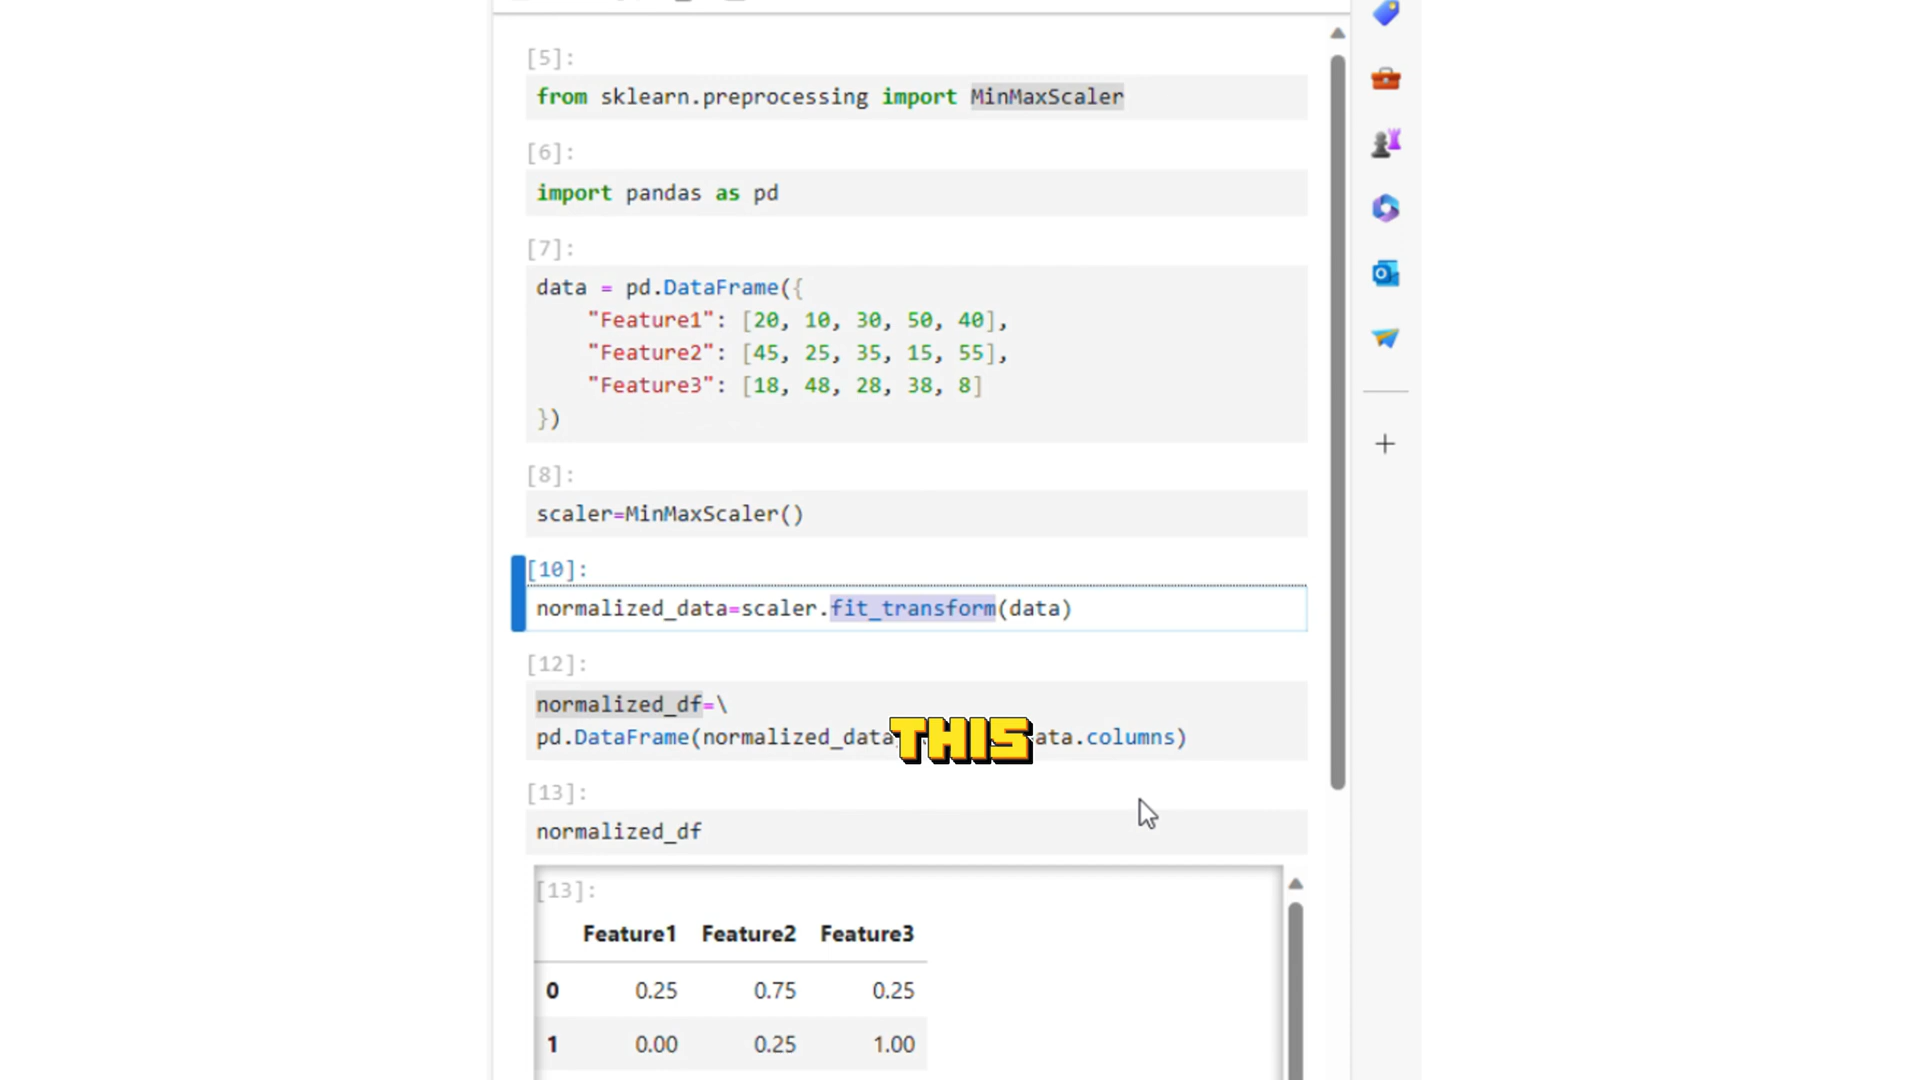 [5]:
from sklearn.preprocessing import MinMaxScaler
[6]:
import pandas as pd
[7]:
data = pd.DataFrame({
"Feature1": [20, 10, 30, 50, 40],
"Feature2": [45, 25, 35, 15, 55],
"Feature3": [18, 48, 28, 38, 8]
})
[8]:
scaler=MinMaxScaler()
[10]:
normalized_data=scaler.fit_transform(data)
[12]:
normalized_df=\
pd.DataFrame(normalized_data THIS ata.columns)
[13]:
normalized_df
[13]:
Feature1 Feature2 Feature3
0 0.25 0.75 0.25
1 0.00 0.25 1.00